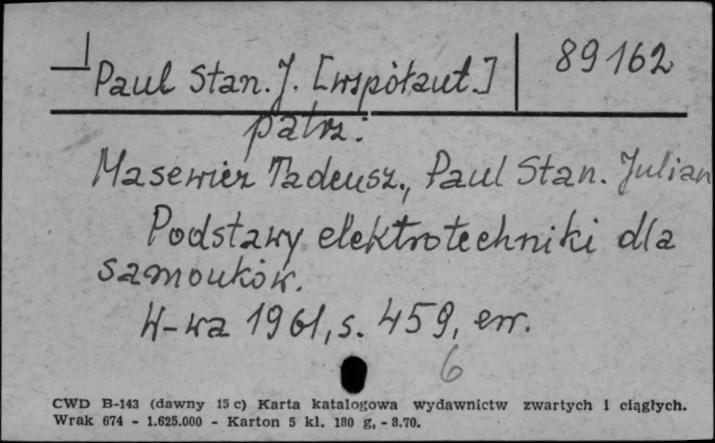 Paul Stan. J. [współaut.] 89162
patrz:
Masewicz Tadeusz., Paul Stan. Julian
Podstawy elektrotechniki dla
samouków.
W-wa 1961, s. 459, err.
6
CWD B-143 (dawny 15 c) Karta katalogowa wydawnictw zwartych i ciągłych.
Wrak 674 - 1.625.000 - Karton 5 kl. 180 g, - 8.70.